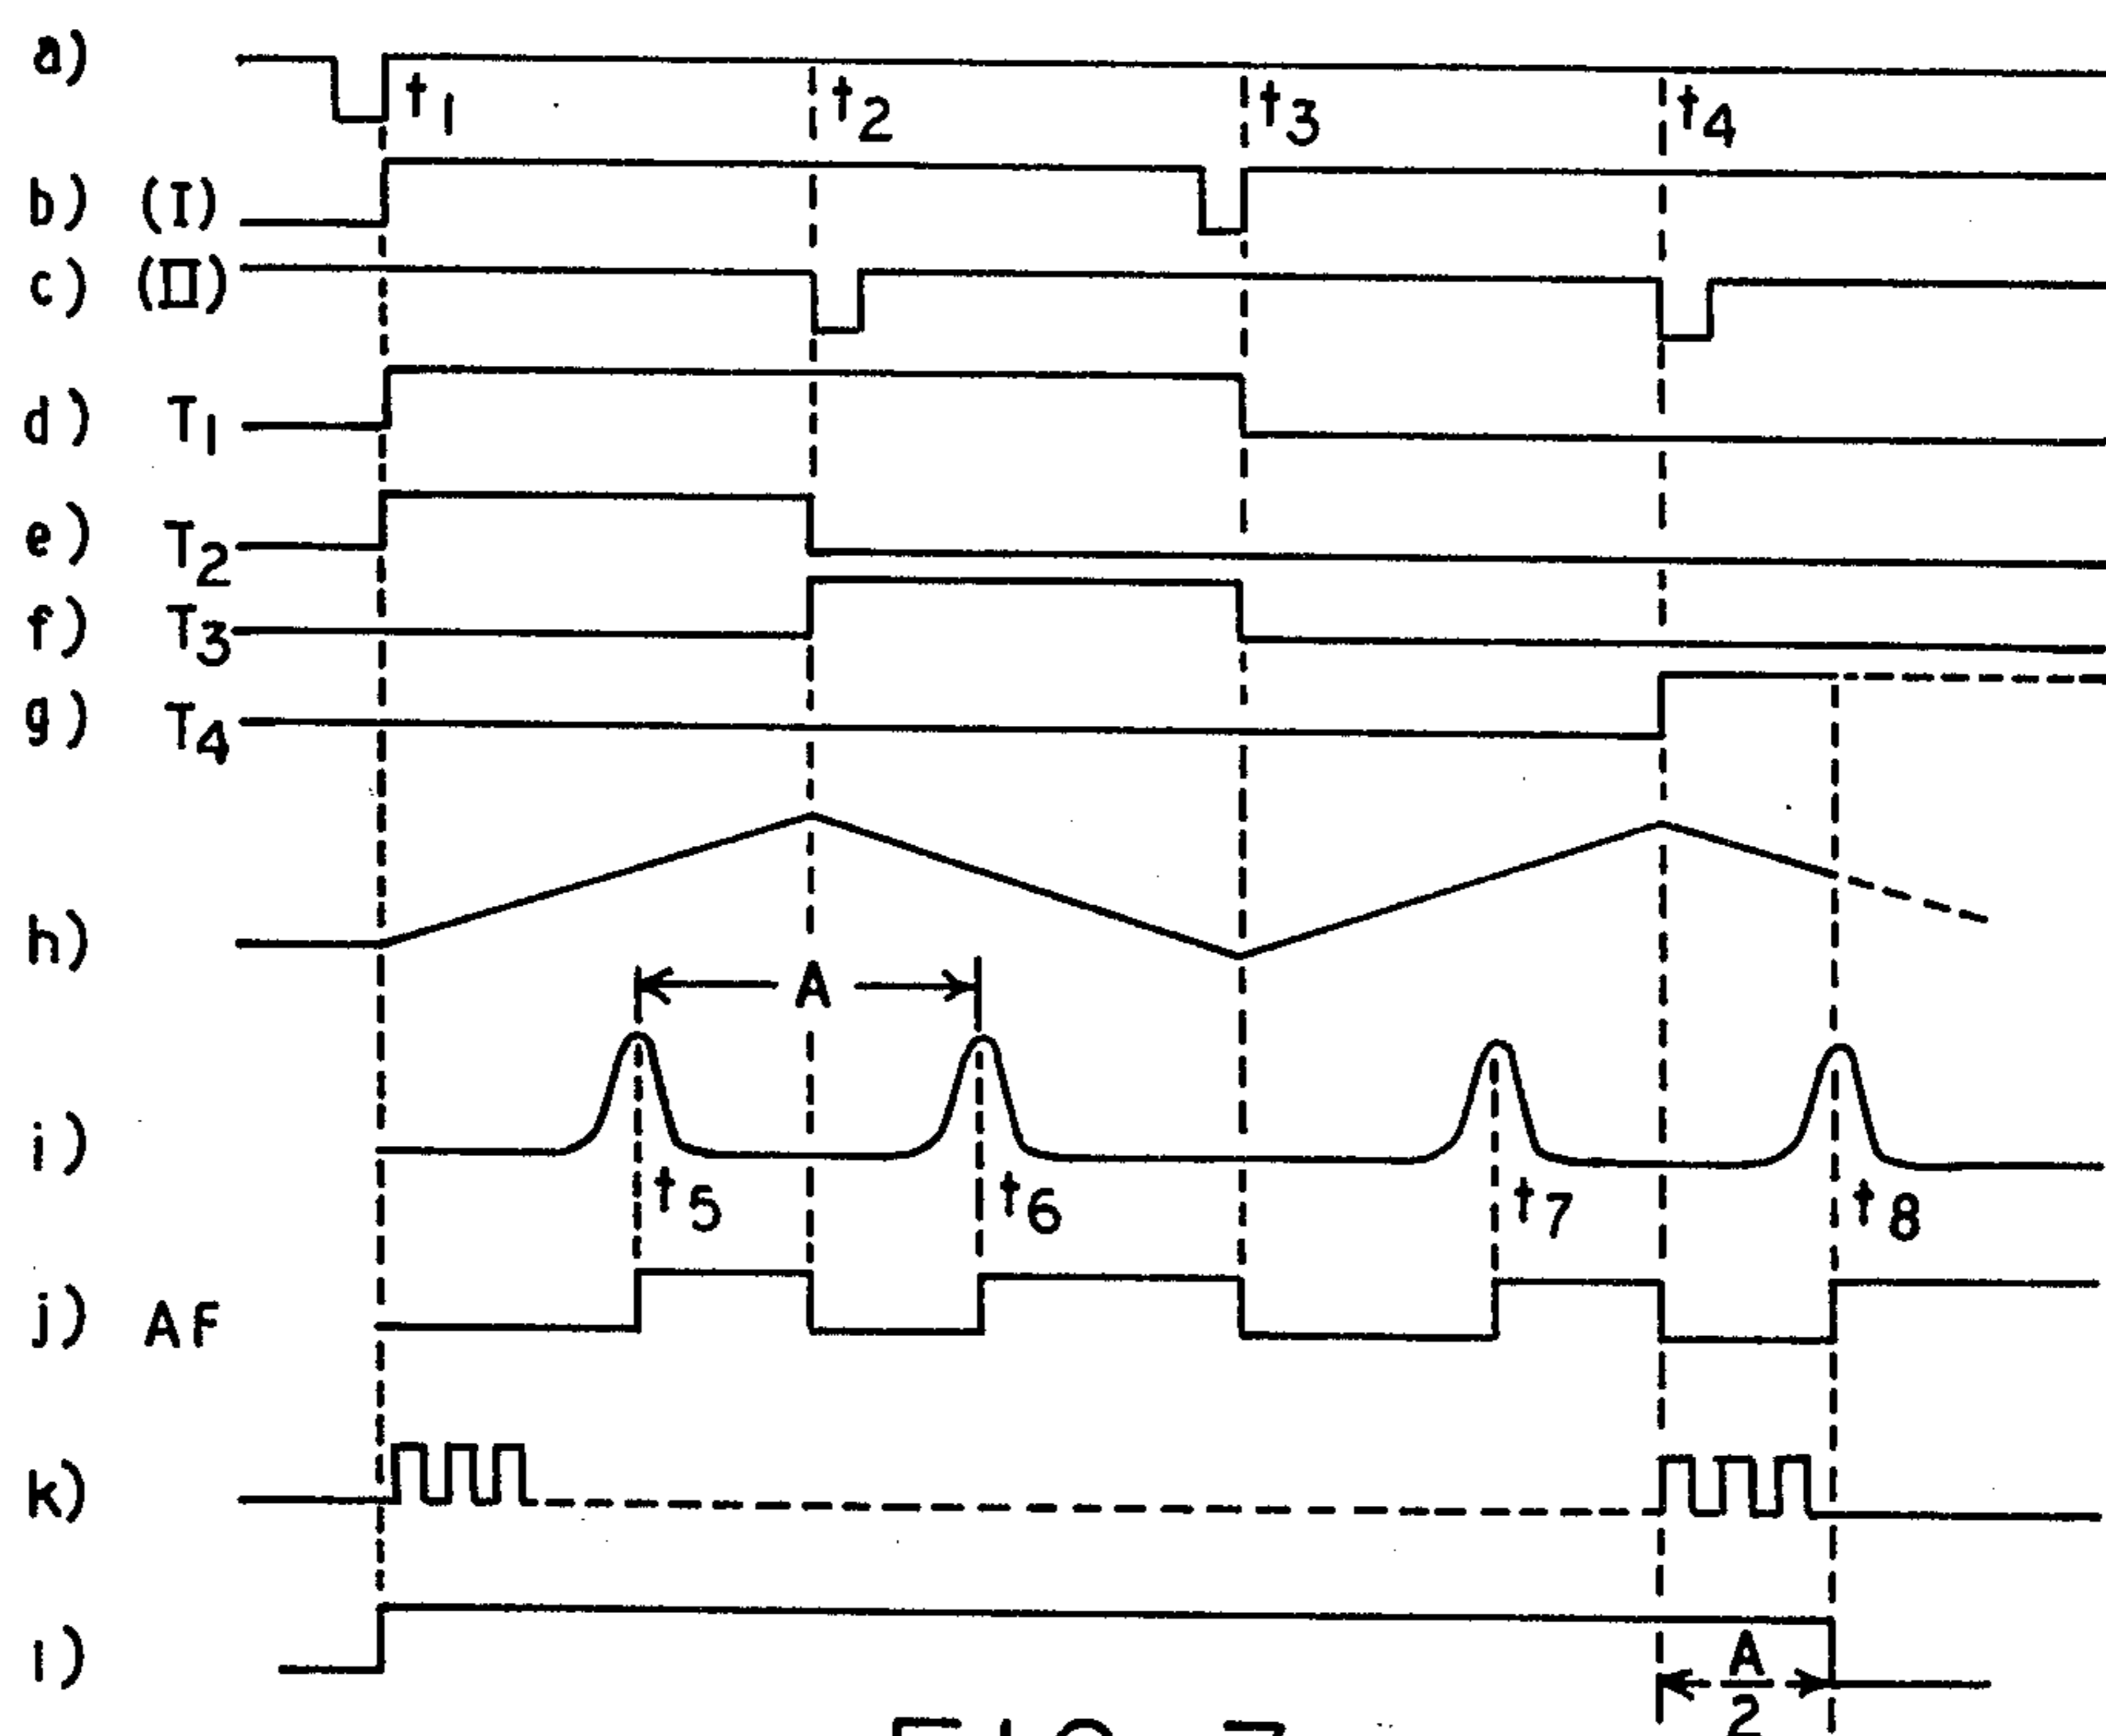 a)
t1 t2 t3 t4
b) (I)
c) (II)
d) T1
e) T2
f) T3
g) T4
h)
A
i)
t5 t6 t7 t8
j) AF
k)
l)
A
2